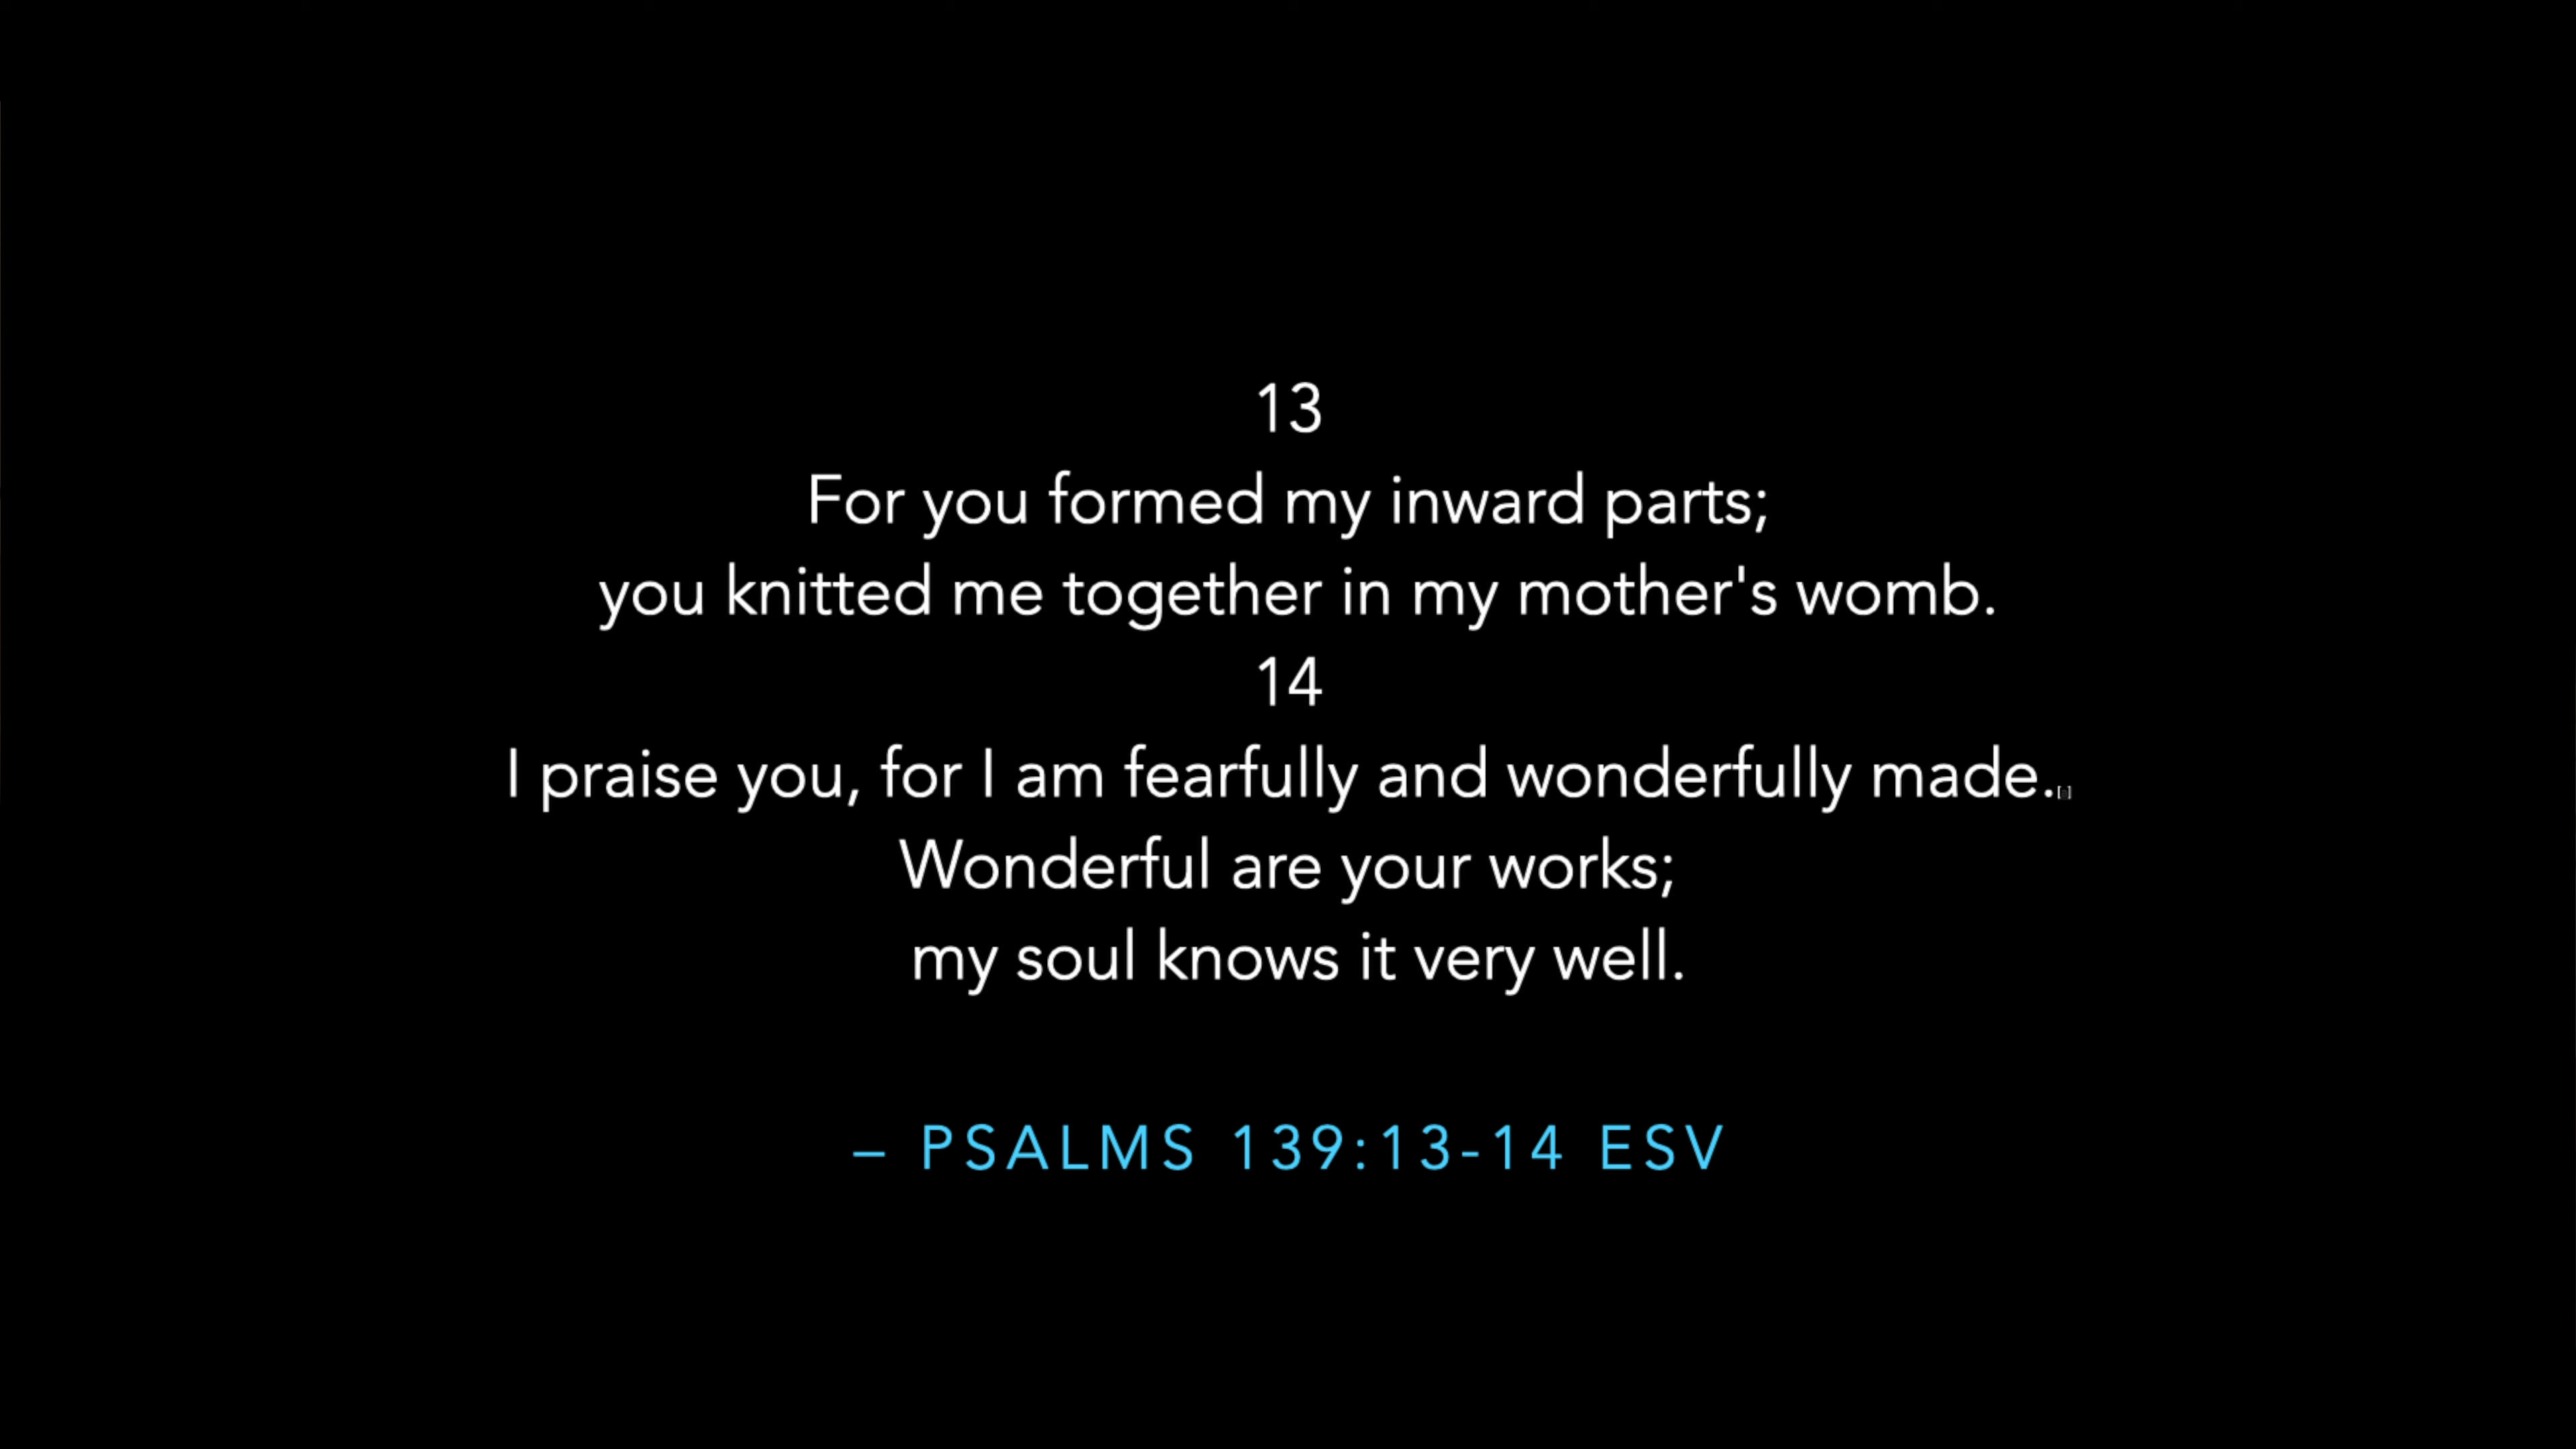 13
For you formed my inward parts;
you knitted me together in my mother's womb.
14
I praise you, for I am fearfully and wonderfully made.[]
Wonderful are your works;
my soul knows it very well.
– PSALMS 139:13-14 ESV